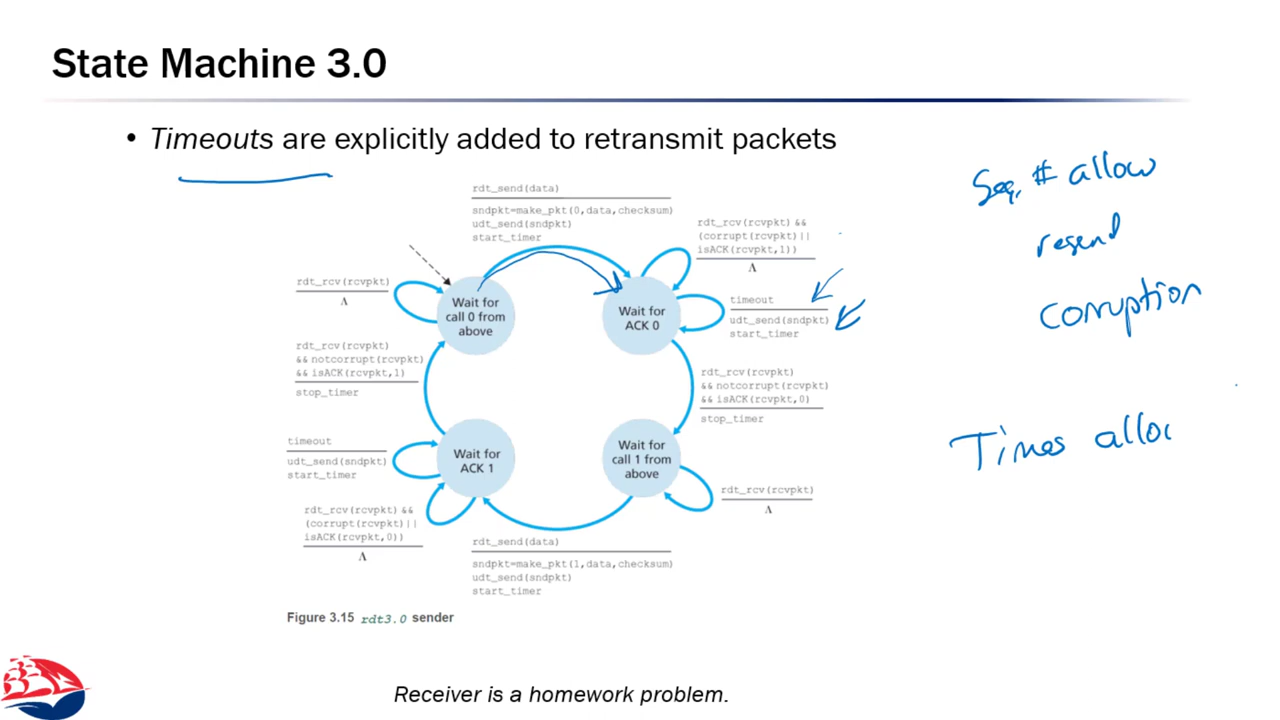 State Machine 3.0
• Timeouts are explicitly added to retransmit packets
rdt_send(data)
sndpkt=make_pkt(0,data,checksum)
udt_send(sndpkt)
start_timer
rdt_rcv(rcvpkt) &&
(corrupt(rcvpkt)||
isACK(rcvpkt,1))
Λ
rdt_rcv(rcvpkt)
Λ
Wait for
call 0 from
above
Wait for
ACK 0
timeout
udt_send(sndpkt)
start_timer
rdt_rcv(rcvpkt)
&& notcorrupt(rcvpkt)
&& isACK(rcvpkt,1)
stop_timer
rdt_rcv(rcvpkt)
&& notcorrupt(rcvpkt)
&& isACK(rcvpkt,0)
stop_timer
timeout
udt_send(sndpkt)
start_timer
Wait for
ACK 1
Wait for
call 1 from
above
rdt_rcv(rcvpkt)
Λ
rdt_rcv(rcvpkt) &&
(corrupt(rcvpkt)||
isACK(rcvpkt,0))
Λ
rdt_send(data)
sndpkt=make_pkt(1,data,checksum)
udt_send(sndpkt)
start_timer
Figure 3.15 rdt3.0 sender
Seq. # allow
resend
corruption
Times alloc
Receiver is a homework problem.